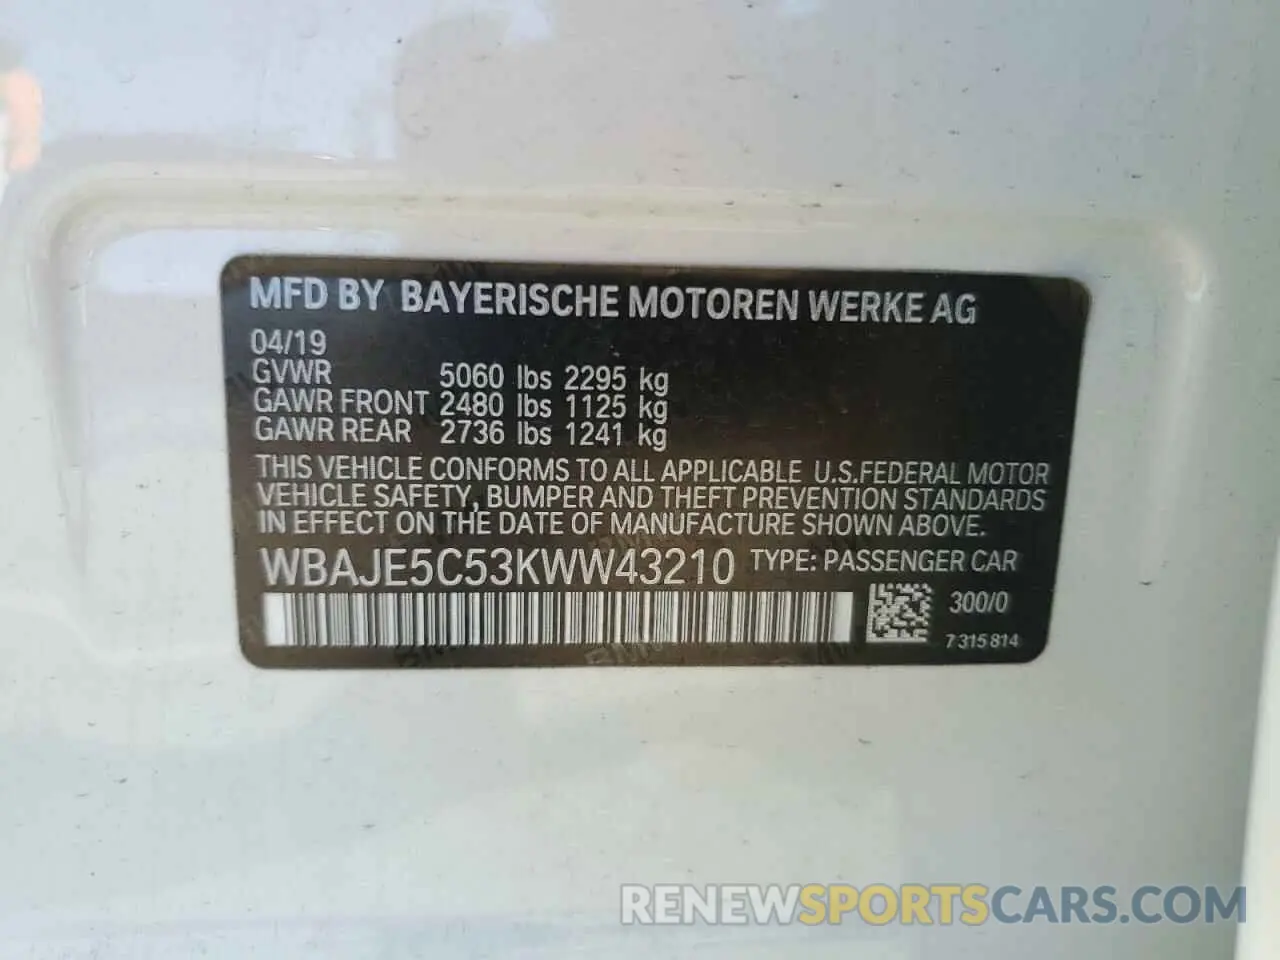 MFD BY BAYERISCHE MOTOREN WERKE AG
04/19
GVWR 5060 lbs 2295 kg
GAWR FRONT 2480 lbs 1125 kg
GAWR REAR 2736 lbs 1241 kg
THIS VEHICLE CONFORMS TO ALL APPLICABLE U.S.FEDERAL MOTOR
VEHICLE SAFETY, BUMPER AND THEFT PREVENTION STANDARDS
IN EFFECT ON THE DATE OF MANUFACTURE SHOWN ABOVE.
WBAJE5C53KWW43210 TYPE: PASSENGER CAR
300/0
7 315 814
RENEWSPORTSCARS.COM